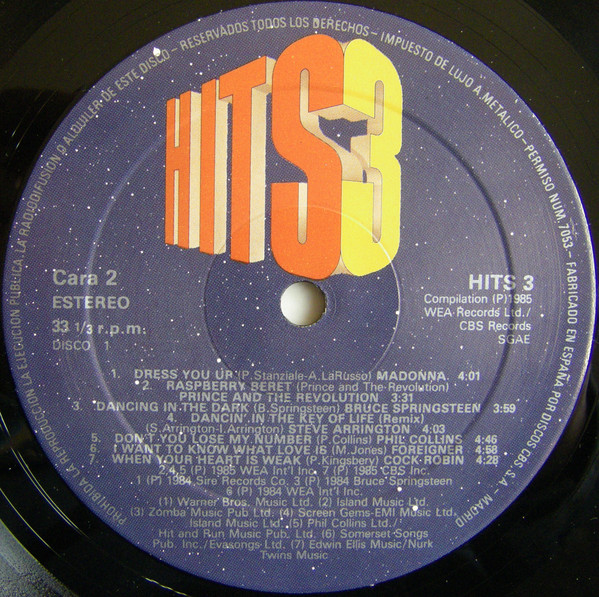 PROHIBIDA LA REPRODUCCION, LA EJECUCION PUBLICA, LA RADIODIFUSION O ALQUILER DE ESTE DISCO – RESERVADOS TODOS LOS DERECHOS – IMPUESTO DE LUJO A METALICO – PERMISO NUM. 7053 – FABRICADO EN ESPAÑA POR DISCOS CBS S.A. – MADRID
HITS 3
Cara 2
ESTEREO
33 1/3 r.p.m.
DISCO 1
HITS 3
Compilation (P)1985
WEA Records Ltd./
CBS Records
SGAE
1. DRESS YOU UP (P.Stanziale-A.LaRusso) MADONNA 4:01
2. RASPBERRY BERET (Prince and The Revolution)
PRINCE AND THE REVOLUTION 3:31
3. DANCING IN THE DARK (B.Springsteen) BRUCE SPRINGSTEEN 3:59
4. DANCIN' IN THE KEY OF LIFE (Remix)
(S.Arrington-I.Arrington) STEVE ARRINGTON 4:03
5. DON'T YOU LOSE MY NUMBER (P.Collins) PHIL COLLINS 4:46
6. I WANT TO KNOW WHAT LOVE IS (M.Jones) FOREIGNER 4:58
7. WHEN YOUR HEART IS WEAK (P.Kingsbery) COCK ROBIN 4:28
2,4,5 (P) 1985 WEA Int'l Inc. 7 (P) 1985 CBS Inc.
1 (P) 1984 Sire Records Co. 3 (P) 1984 Bruce Springsteen
6 (P) 1984 WEA Int'l Inc.
(1) Warner Bros. Music Ltd. (2) Island Music Ltd.
(3) Zomba Music Pub Ltd. (4) Screen Gems-EMI Music Ltd./
Island Music Ltd. (5) Phil Collins Ltd./
Hit and Run Music Pub. Ltd. (6) Somerset Songs
Pub. Inc./Evasongs Ltd. (7) Edwin Ellis Music/Nurk
Twins Music